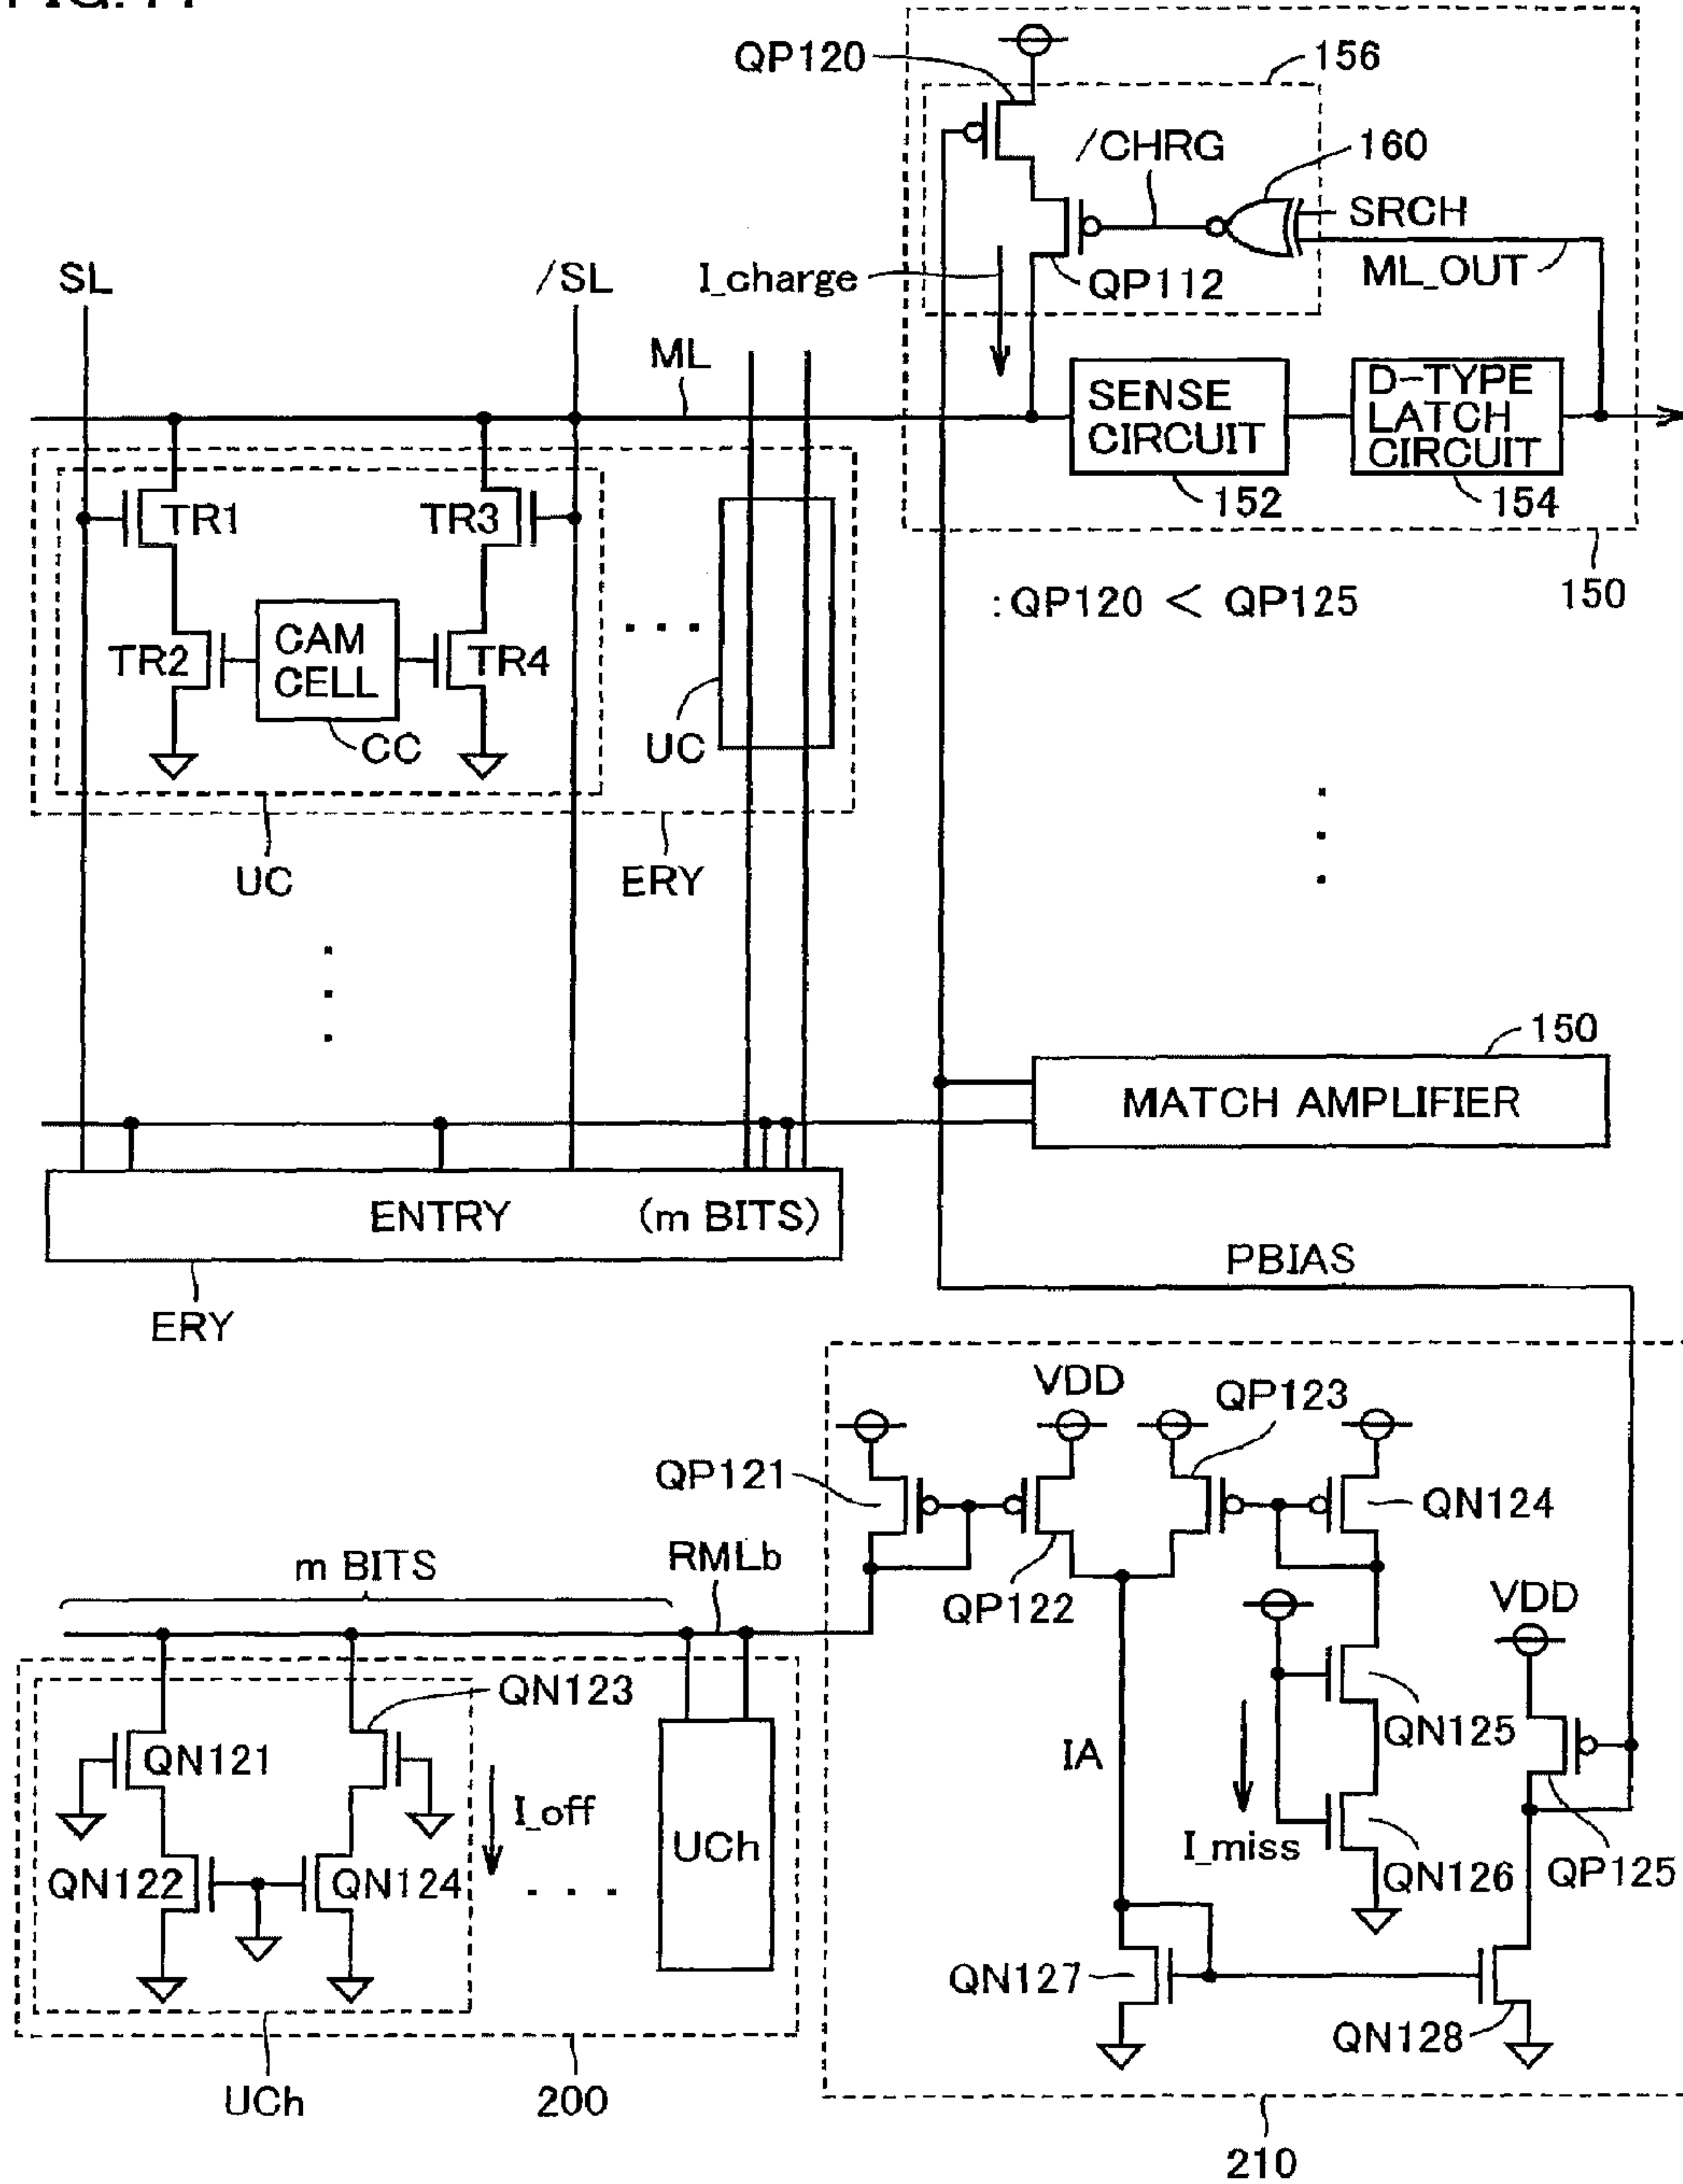 QP120
156
/CHRG
160
SRCH
ML_OUT
I_charge
QP112
SL
/SL
ML
SENSE
CIRCUIT
D-TYPE
LATCH
CIRCUIT
152
154
150
TR1
TR3
TR2
CAM
CELL
TR4
CC
UC
:QP120 < QP125
UC
ERY
150
MATCH AMPLIFIER
ENTRY (m BITS)
ERY
PBIAS
VDD
QP123
QP121
QN124
QP122
m BITS
RMLb
VDD
QN123
QN121
QN125
IA
I_off
UCh
I_miss
QN122
QN124
QN126
QP125
QN127
QN128
UCh
200
210